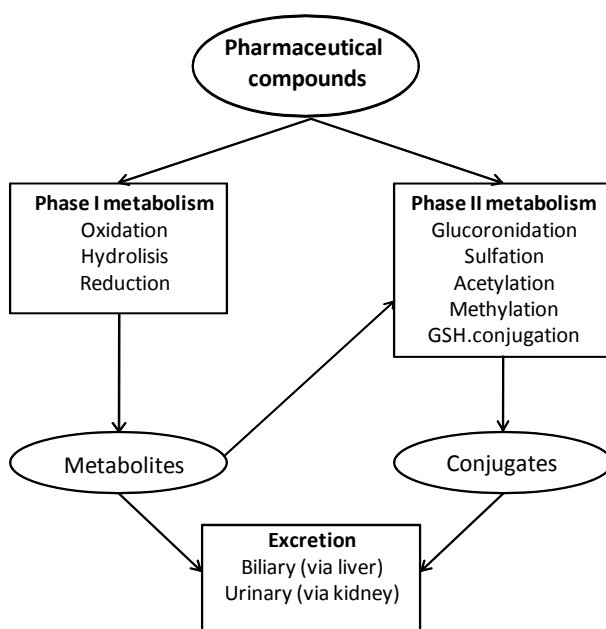 Pharmaceutical
compounds
Phase I metabolism
Oxidation
Hydrolisis
Reduction
Phase II metabolism
Glucoronidation
Sulfation
Acetylation
Methylation
GSH.conjugation
Metabolites
Conjugates
Excretion
Biliary (via liver)
Urinary (via kidney)